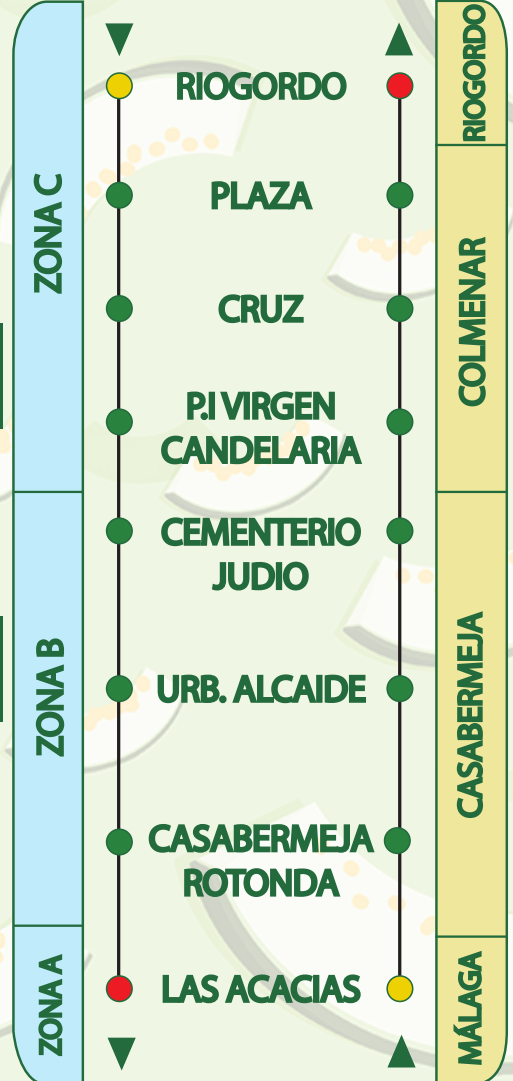 ZONA C
ZONA B
ZONA A
RIOGORDO
PLAZA
CRUZ
P.I VIRGEN
CANDELARIA
CEMENTERIO
JUDIO
URB. ALCAIDE
CASABERMEJA
ROTONDA
LAS ACACIAS
RIOGORDO
COLMENAR
CASABERMEJA
MÁLAGA